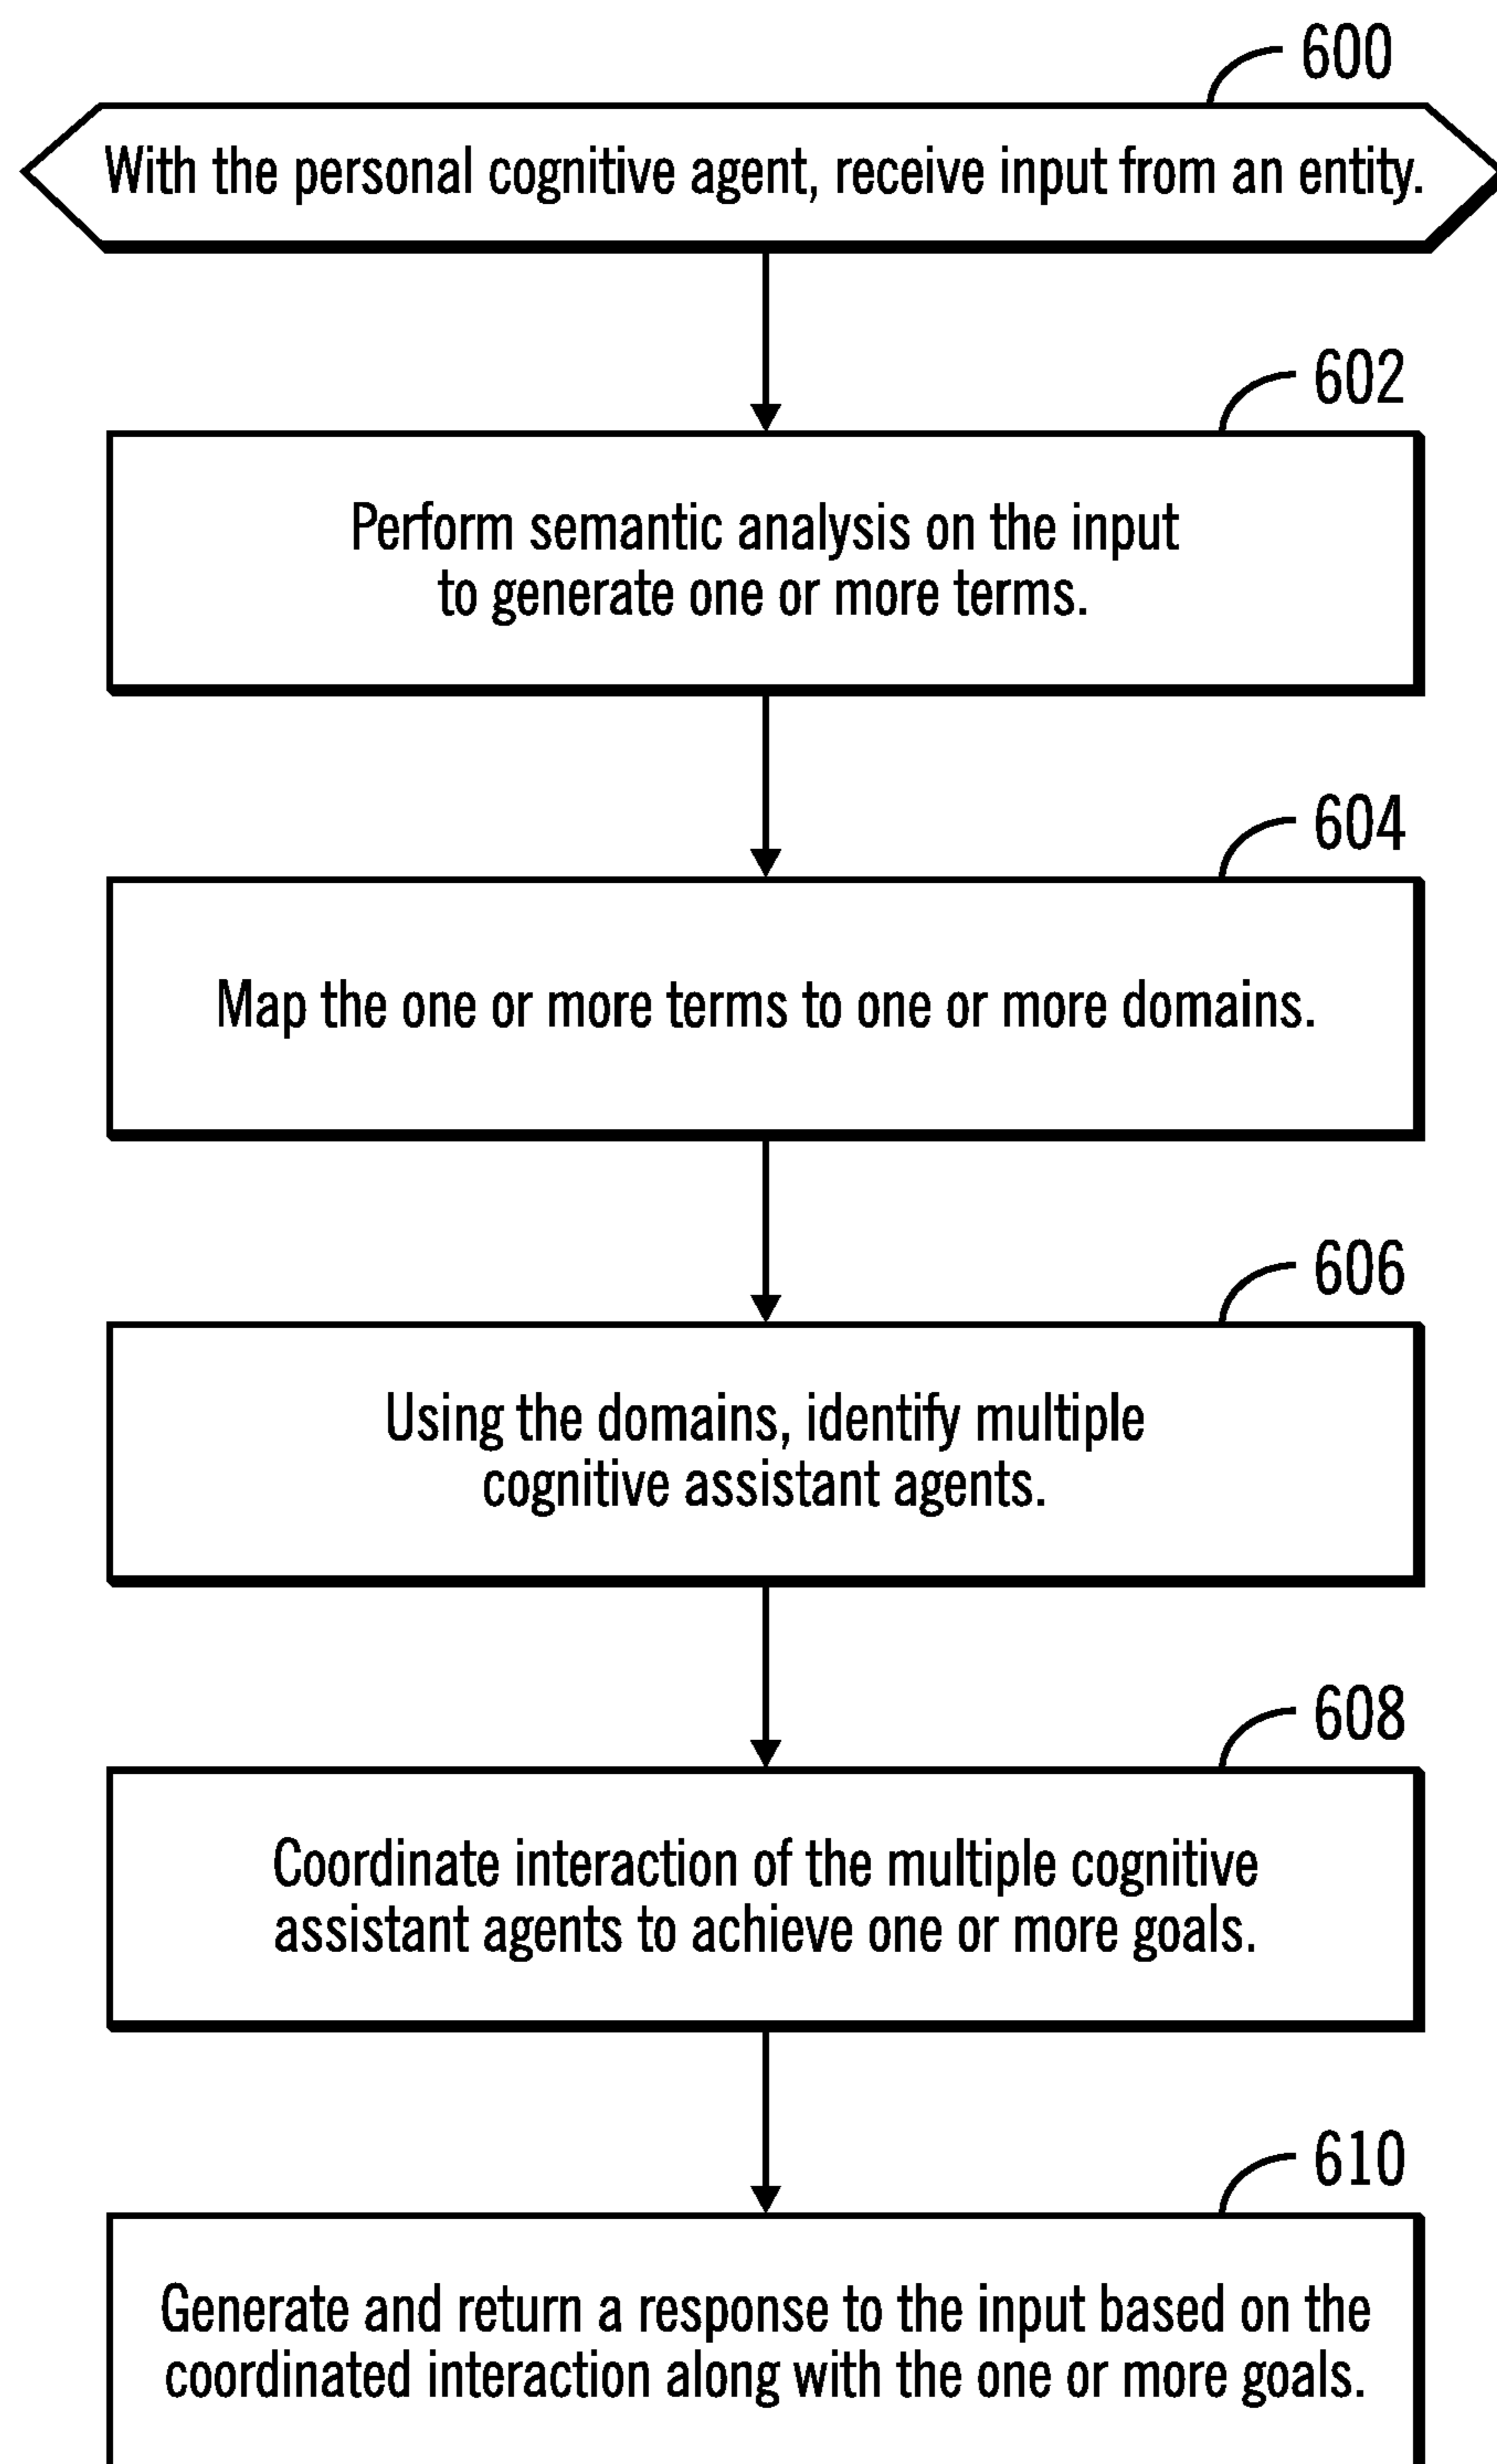 600
With the personal cognitive agent, receive input from an entity.
602
Perform semantic analysis on the input
to generate one or more terms.
604
Map the one or more terms to one or more domains.
606
Using the domains, identify multiple
cognitive assistant agents.
608
Coordinate interaction of the multiple cognitive
assistant agents to achieve one or more goals.
610
Generate and return a response to the input based on the
coordinated interaction along with the one or more goals.